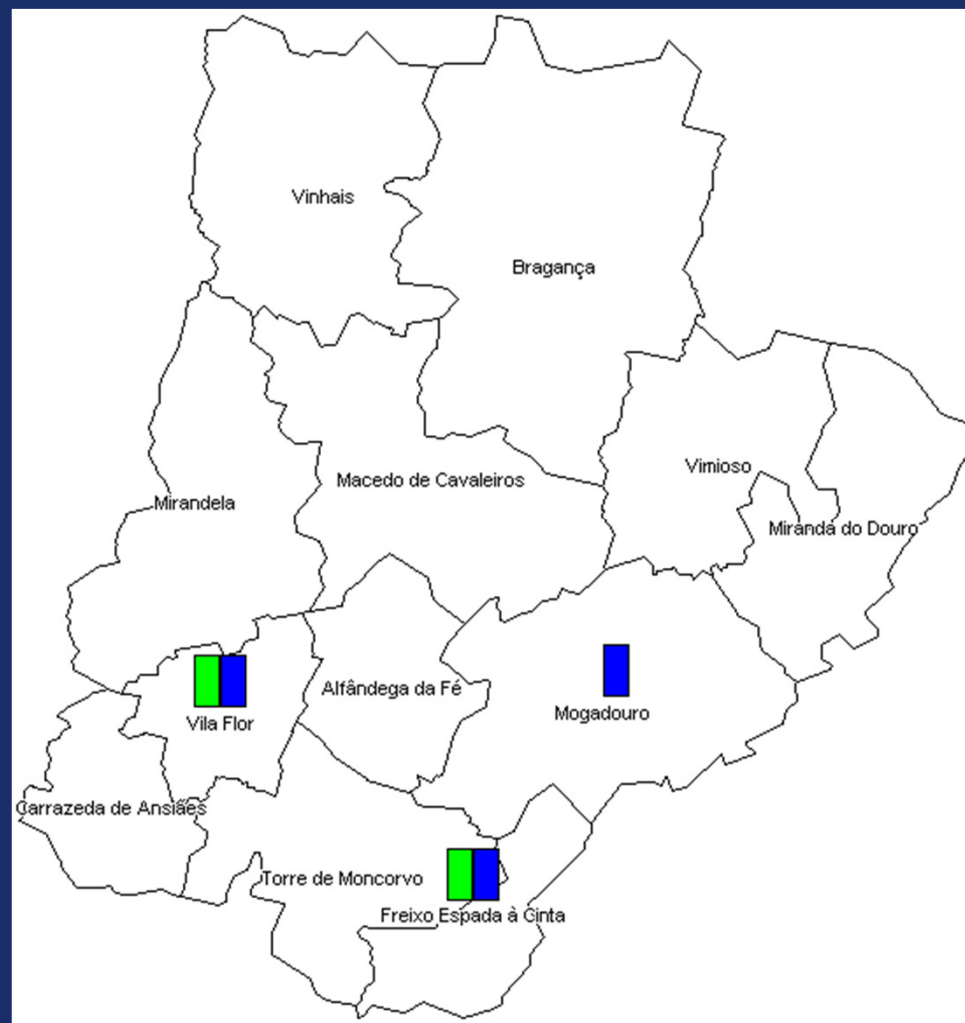 Vinhais
Bragança
Vimioso
Macedo de Cavaleiros
Mirandela
Miranda do Douro
Alfândega da Fé
Mogadouro
Vila Flor
Carrazeda de Ansiães
Torre de Moncorvo
Freixo Espada à Cinta